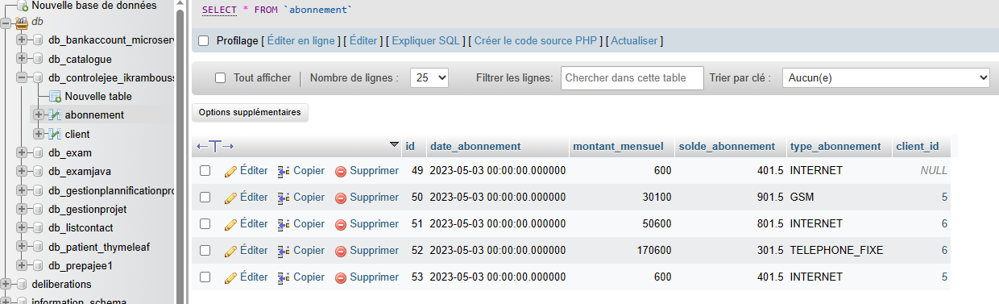 Nouvelle base de données
db
db_bankaccount_microser
db_catalogue
db_controlejee_ikrambouss
Nouvelle table
abonnement
client
db_exam
db_examjava
db_gestionplannificationpro
db_gestionprojet
db_listcontact
db_patient_thymeleaf
db_prepajee1
deliberations
information_schema
SELECT * FROM `abonnement`
Profilage [ Éditer en ligne ] [ Éditer ] [ Expliquer SQL ] [ Créer le code source PHP ] [ Actualiser ]
Tout afficher Nombre de lignes : 25 Filtrer les lignes: Chercher dans cette table Trier par clé : Aucun(e)
Options supplémentaires
←T→ id date_abonnement montant_mensuel solde_abonnement type_abonnement client_id
Éditer Copier Supprimer 49 2023-05-03 00:00:00.000000 600 401.5 INTERNET NULL
Éditer Copier Supprimer 50 2023-05-03 00:00:00.000000 30100 901.5 GSM 5
Éditer Copier Supprimer 51 2023-05-03 00:00:00.000000 50600 801.5 INTERNET 6
Éditer Copier Supprimer 52 2023-05-03 00:00:00.000000 170600 301.5 TELEPHONE_FIXE 6
Éditer Copier Supprimer 53 2023-05-03 00:00:00.000000 600 401.5 INTERNET 5